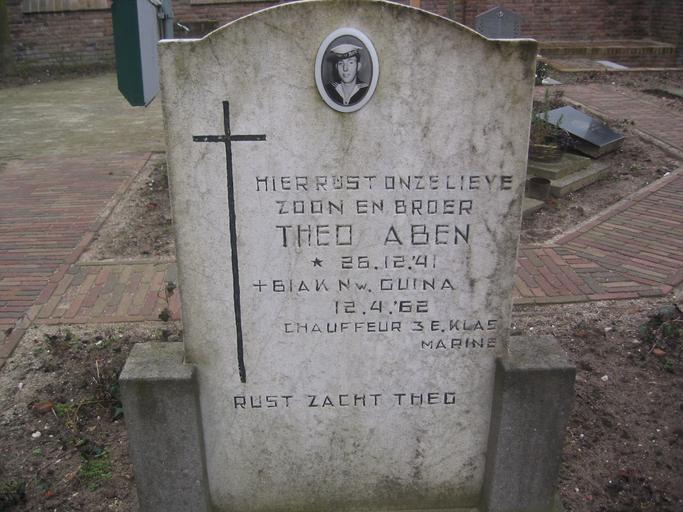 HIER RUST ONZE LIEVE
ZOON EN BROER
THEO ABEN
* 26.12.'41
+ BIAK NW. GUINA
12.4.'62
CHAUFFEUR 3E. KLAS
MARINE
RUST ZACHT THEO